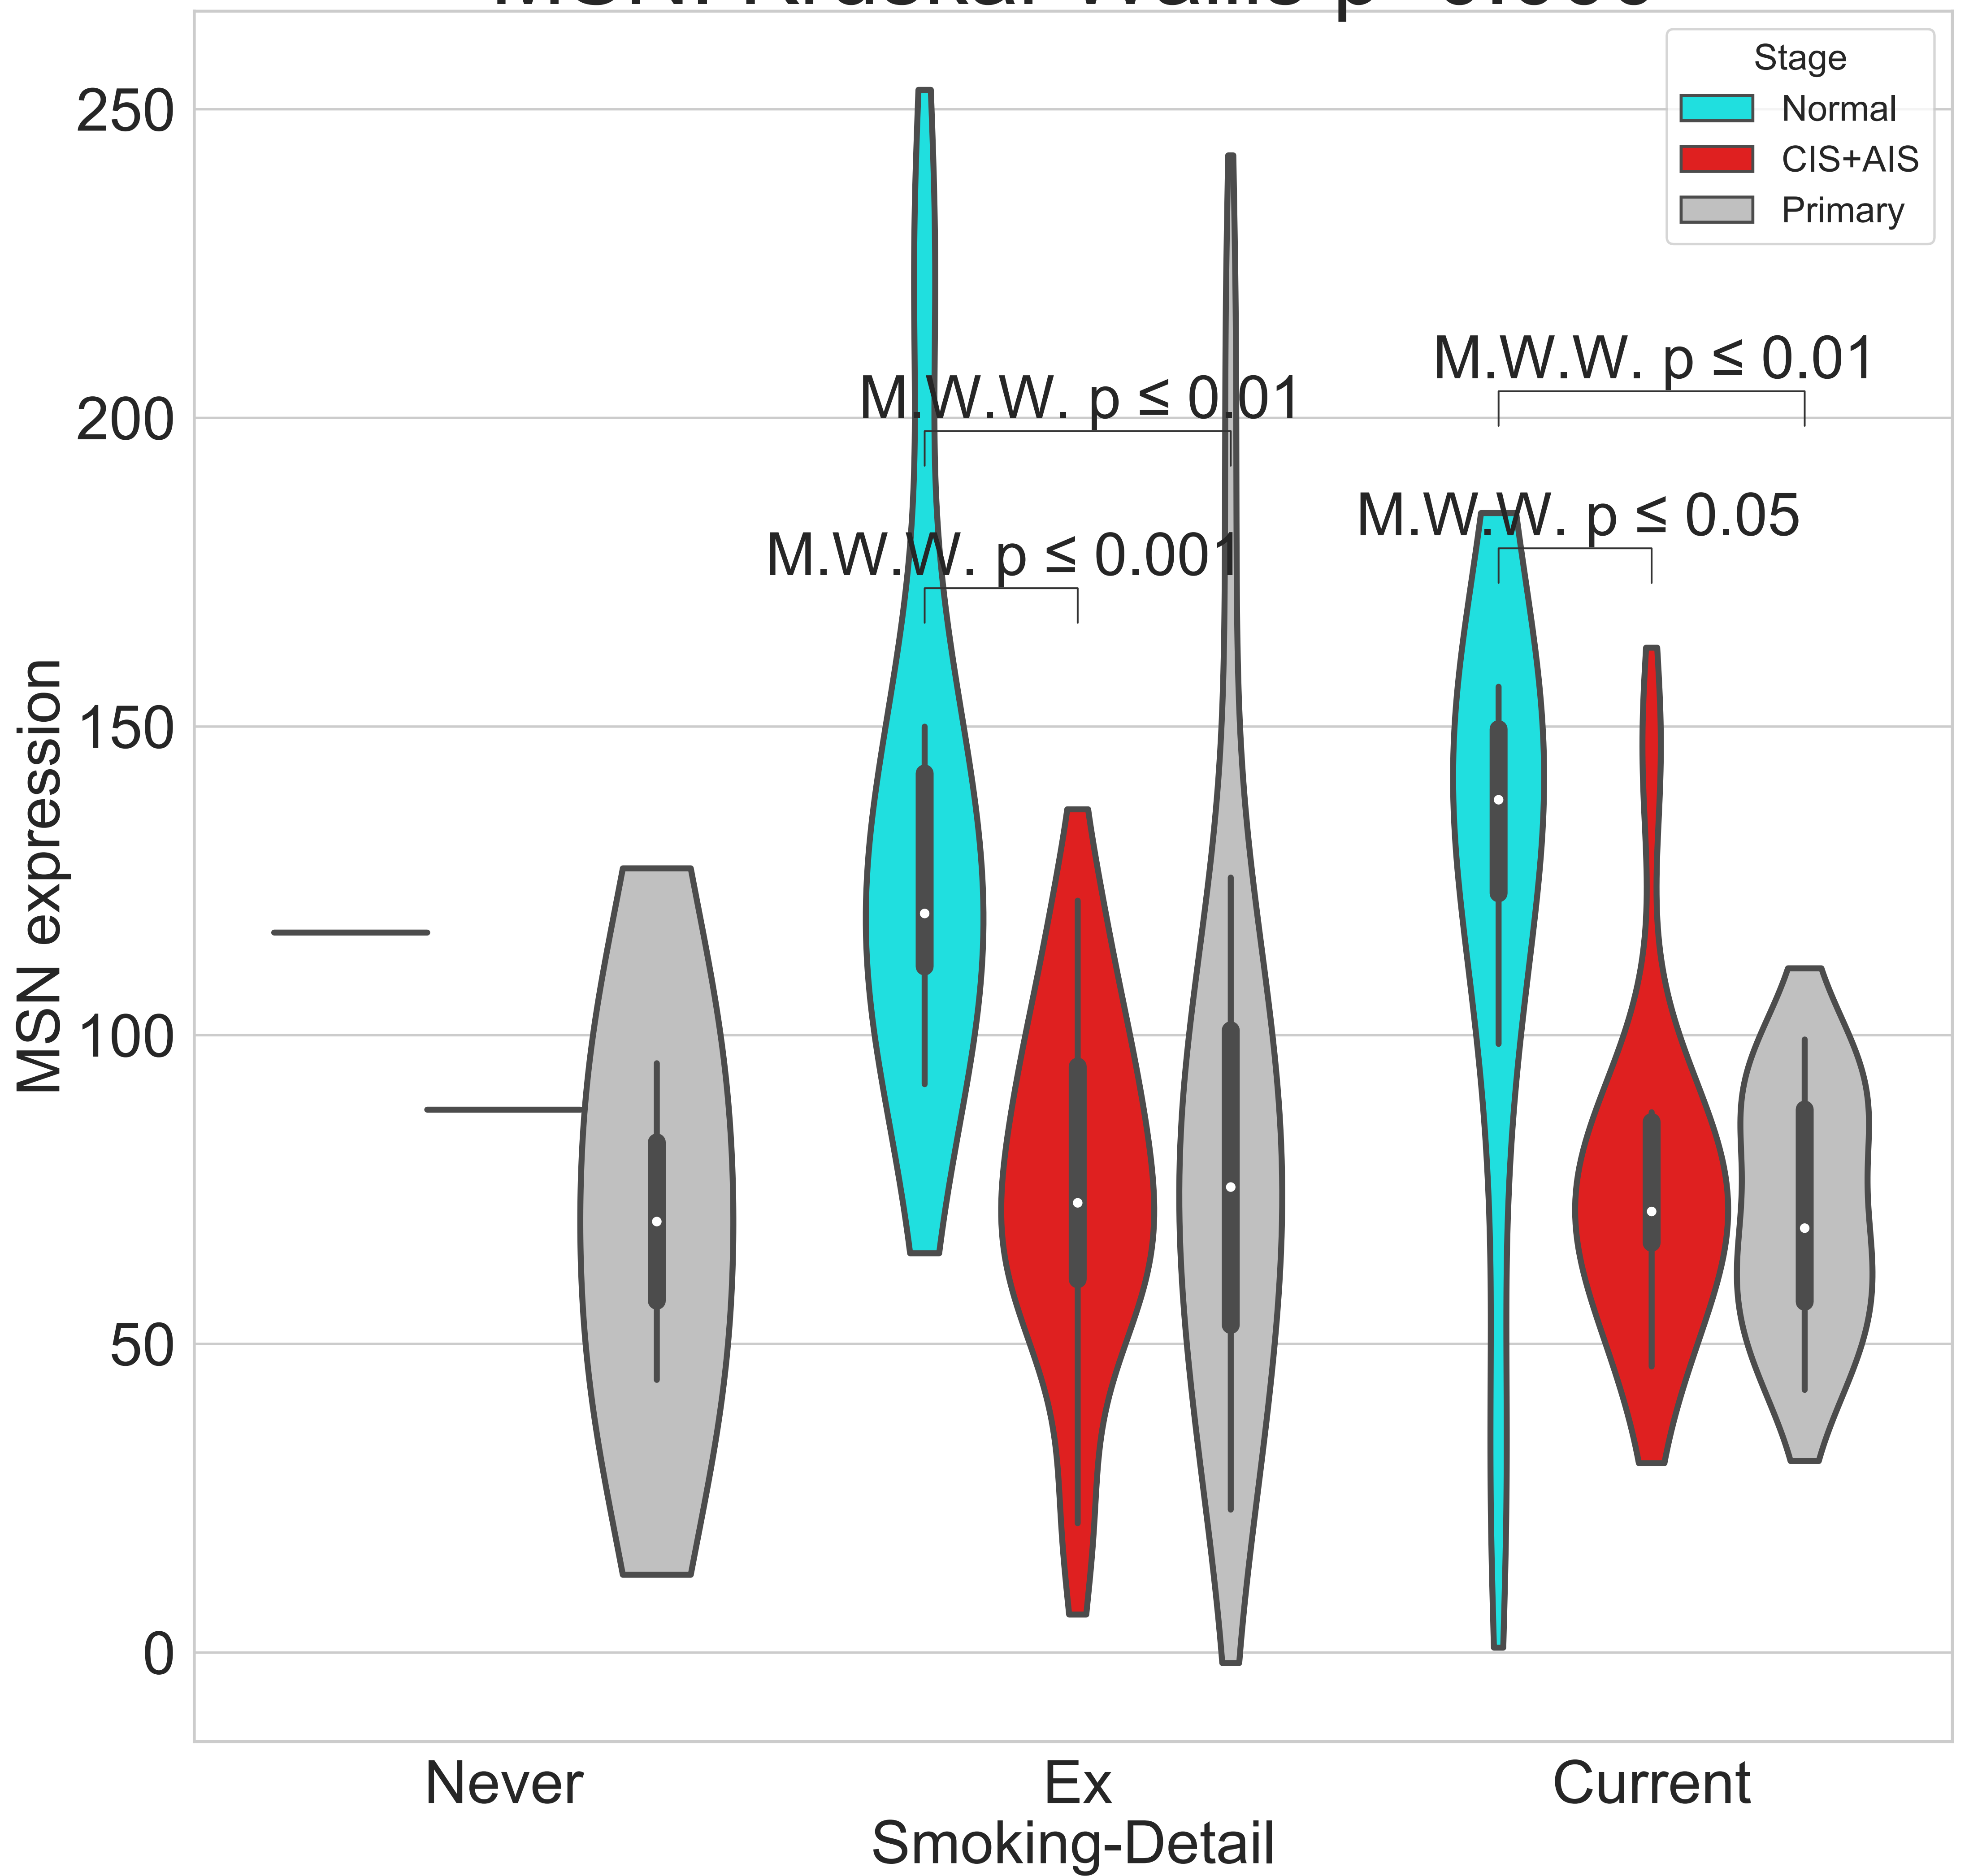 Stage
Normal
CIS+AIS
Primary
250
200
150
100
50
0
MSN expression
M.W.W. p ≤ 0.01
M.W.W. p ≤ 0.01
M.W.W. p ≤ 0.05
M.W.W. p ≤ 0.001
Never
Ex
Current
Smoking-Detail